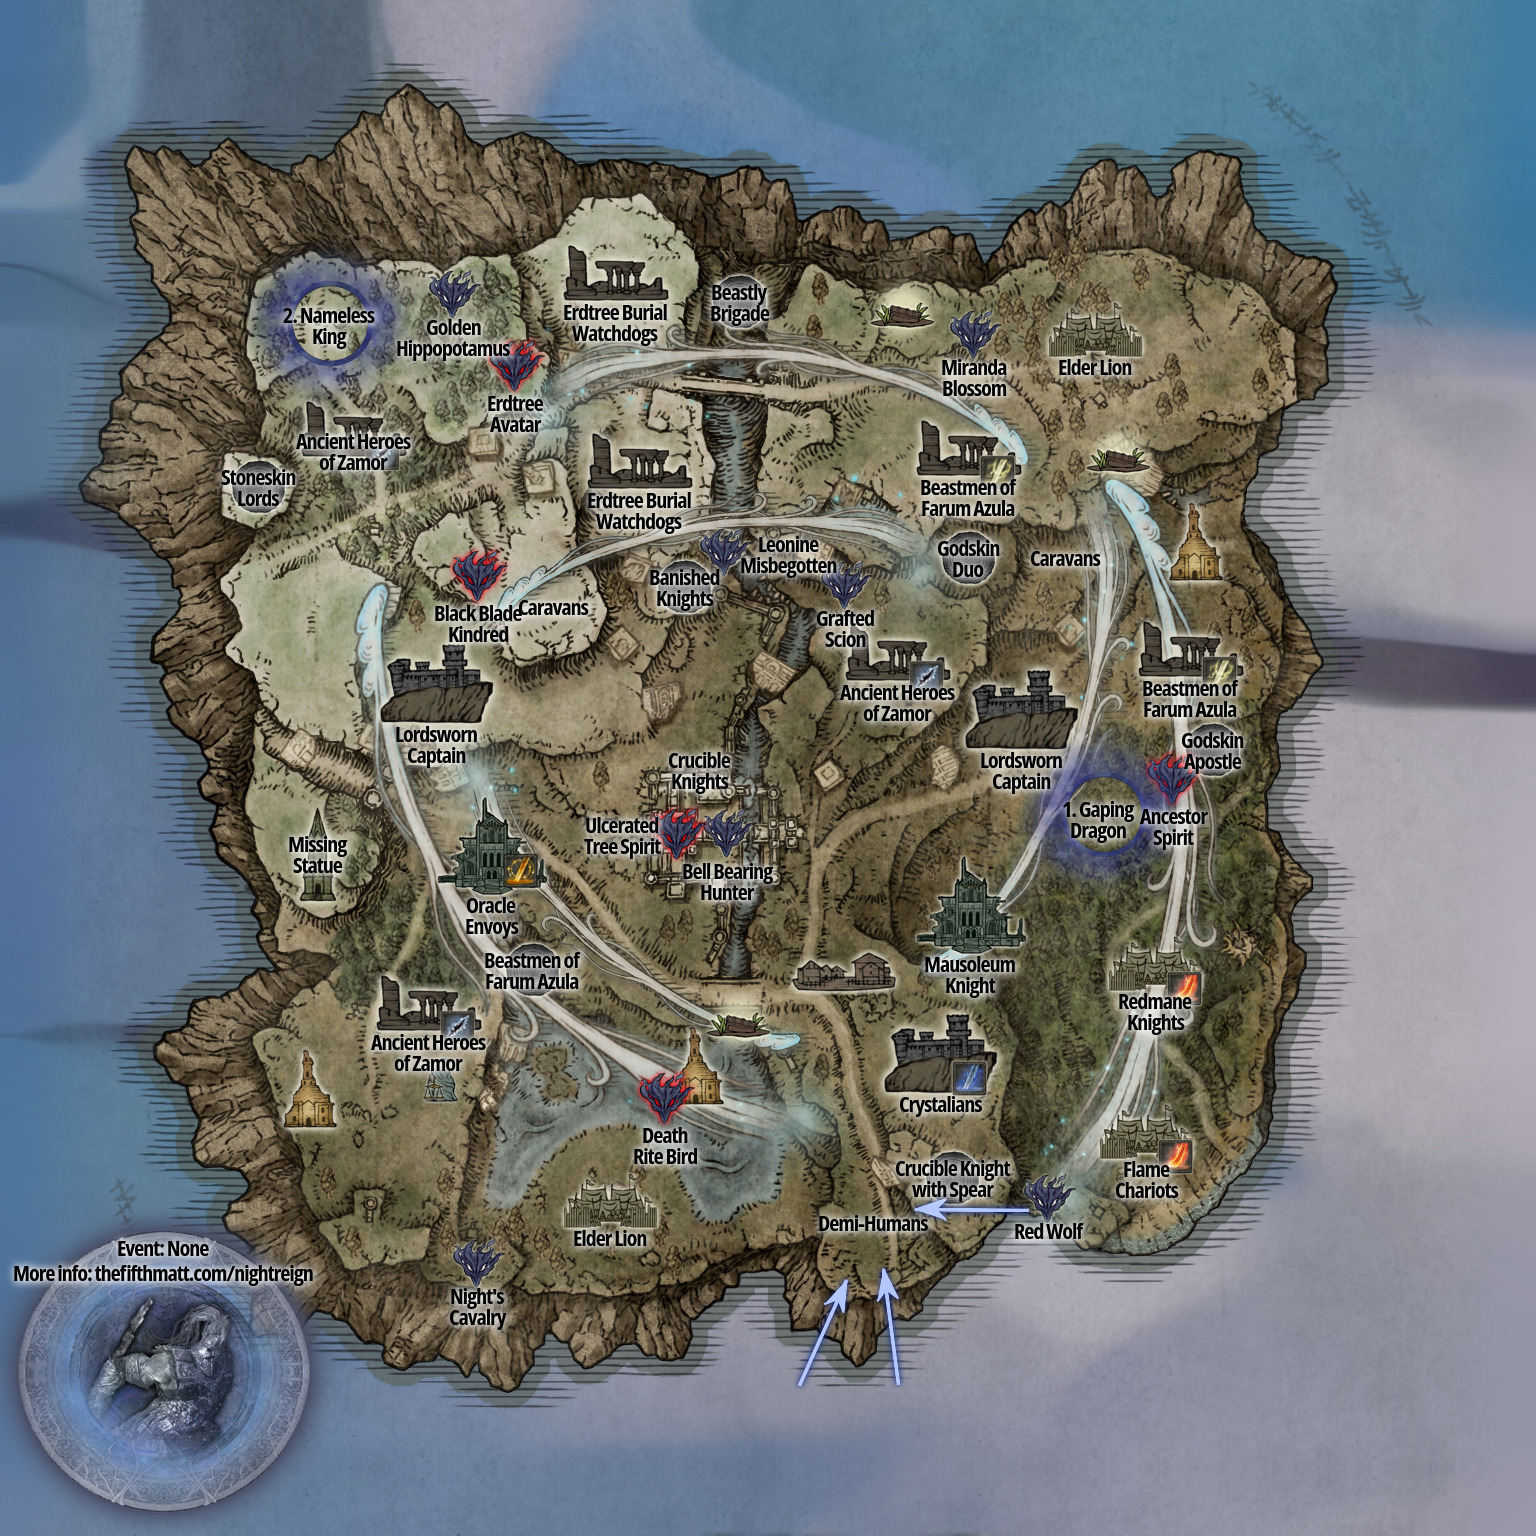 Beastly
Brigade
2. Nameless
King
Golden
Hippopotamus
Erdtree Burial
Watchdogs
Miranda
Blossom
Elder Lion
Erdtree
Avatar
Ancient Heroes
of Zamor
Stoneskin
Lords
Erdtree Burial
Watchdogs
Beastmen of
Farum Azula
Leonine
Misbegotten
Godskin
Duo
Caravans
Banished
Knights
Black Blade
Kindred
Caravans
Grafted
Scion
Ancient Heroes
of Zamor
Beastmen of
Farum Azula
Lordsworn
Captain
Godskin
Apostle
Crucible
Knights
Lordsworn
Captain
1. Gaping
Dragon
Ancestor
Spirit
Ulcerated
Tree Spirit
Missing
Statue
Bell Bearing
Hunter
Oracle
Envoys
Beastmen of
Farum Azula
Mausoleum
Knight
Redmane
Knights
Ancient Heroes
of Zamor
Crystalians
Death
Rite Bird
Crucible Knight
with Spear
Flame
Chariots
Demi-Humans
Red Wolf
Elder Lion
Night's
Cavalry
Event: None
More info: thefifthmatt.com/nightreign